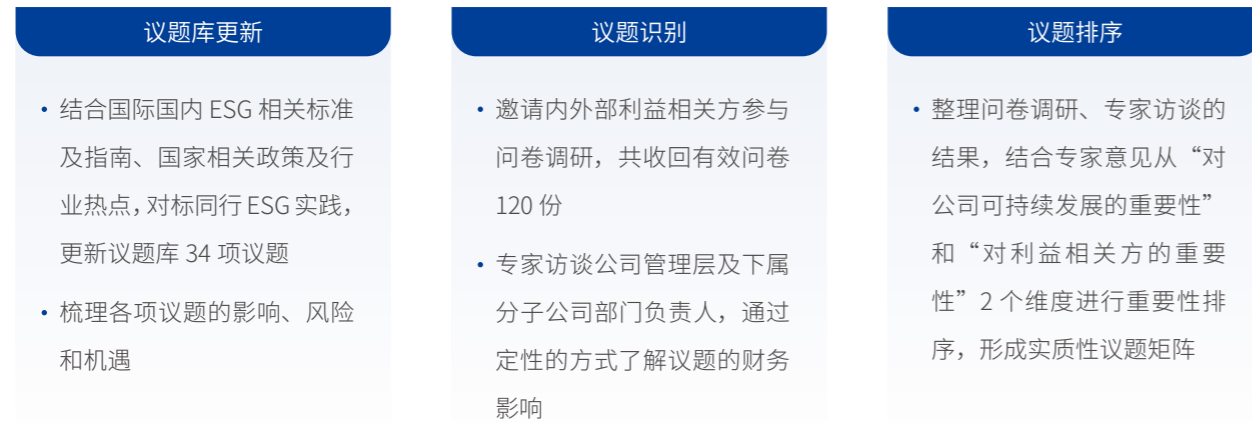 议题库更新
• 结合国际国内 ESG 相关标准
及指南、国家相关政策及行
业热点，对标同行 ESG 实践，
更新议题库 34 项议题
• 梳理各项议题的影响、风险
和机遇
议题识别
• 邀请内外部利益相关方参与
问卷调研，共收回有效问卷
120 份
• 专家访谈公司管理层及下属
分子公司部门负责人，通过
定性的方式了解议题的财务
影响
议题排序
• 整理问卷调研、专家访谈的
结果，结合专家意见从“对
公司可持续发展的重要性”
和“对利益相关方的重要
性”2 个维度进行重要性排
序，形成实质性议题矩阵